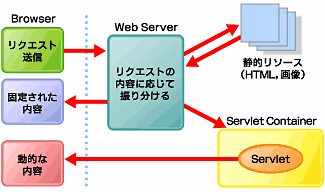 Browser
Web Server
リクエスト
送信
リクエストの
内容に応じて
振り分ける
静的リソース
(HTML,画像)
固定された
内容
Servlet Container
Servlet
動的な
内容